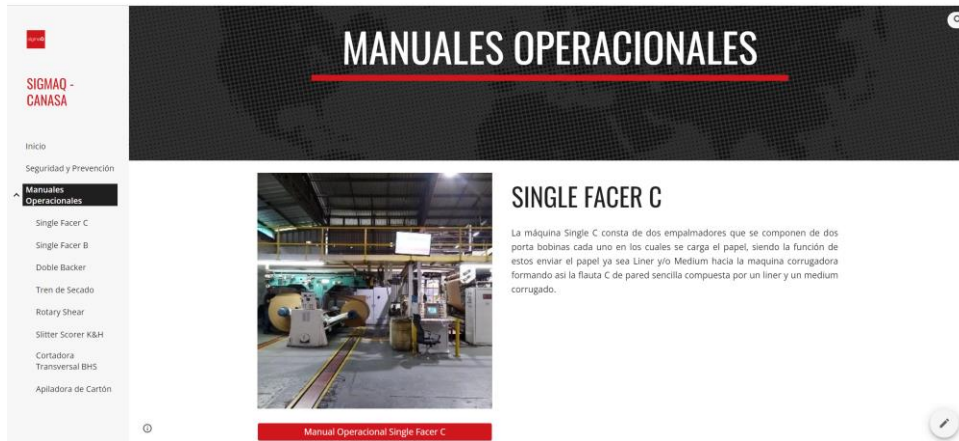 SIGMAQ -
CANASA
Inicio
Seguridad y Prevención
Manuales
Operacionales
Single Facer C
Single Facer B
Doble Backer
Tren de Secado
Rotary Shear
Slitter Scorer K&H
Cortadora
Transversal BHS
Apiladora de Cartón
MANUALES OPERACIONALES
SINGLE FACER C
La máquina Single C consta de dos empalmadores que se componen de dos
porta bobinas cada uno en los cuales se carga el papel, siendo la función de
estos enviar el papel ya sea Liner y/o Medium hacia la maquina corrugadora
formando asi la flauta C de pared sencilla compuesta por un liner y un medium
corrugado.
Manual Operacional Single Facer C